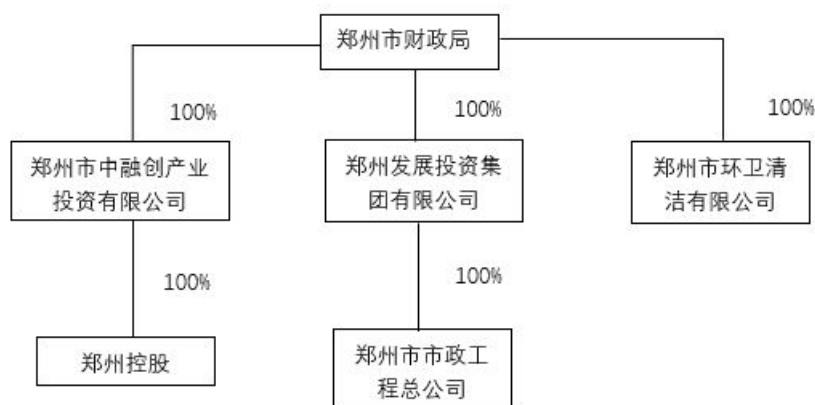 郑州市财政局
100%
100%
100%
郑州市中融创产业
投资有限公司
郑州发展投资集
团有限公司
郑州市环卫清
洁有限公司
100%
100%
郑州控股
郑州市市政工
程总公司